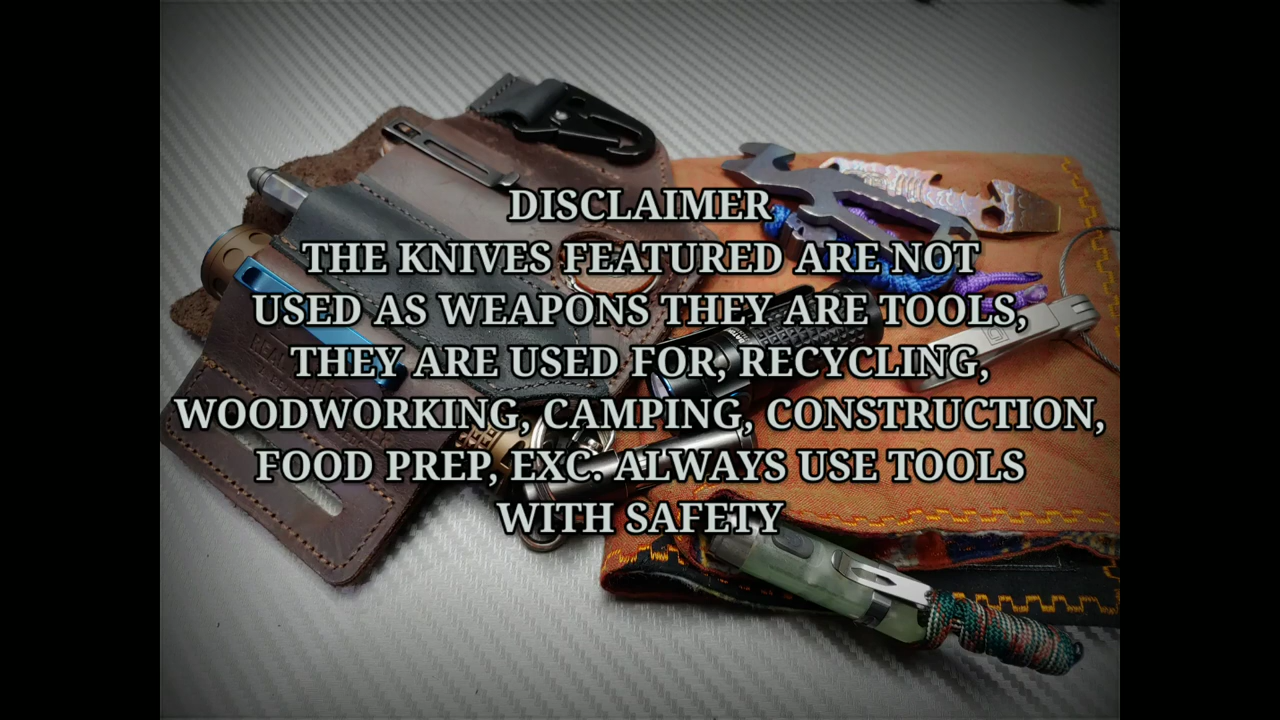 DISCLAIMER
THE KNIVES FEATURED ARE NOT
USED AS WEAPONS THEY ARE TOOLS,
THEY ARE USED FOR, RECYCLING,
WOODWORKING, CAMPING, CONSTRUCTION,
FOOD PREP, EXC. ALWAYS USE TOOLS
WITH SAFETY